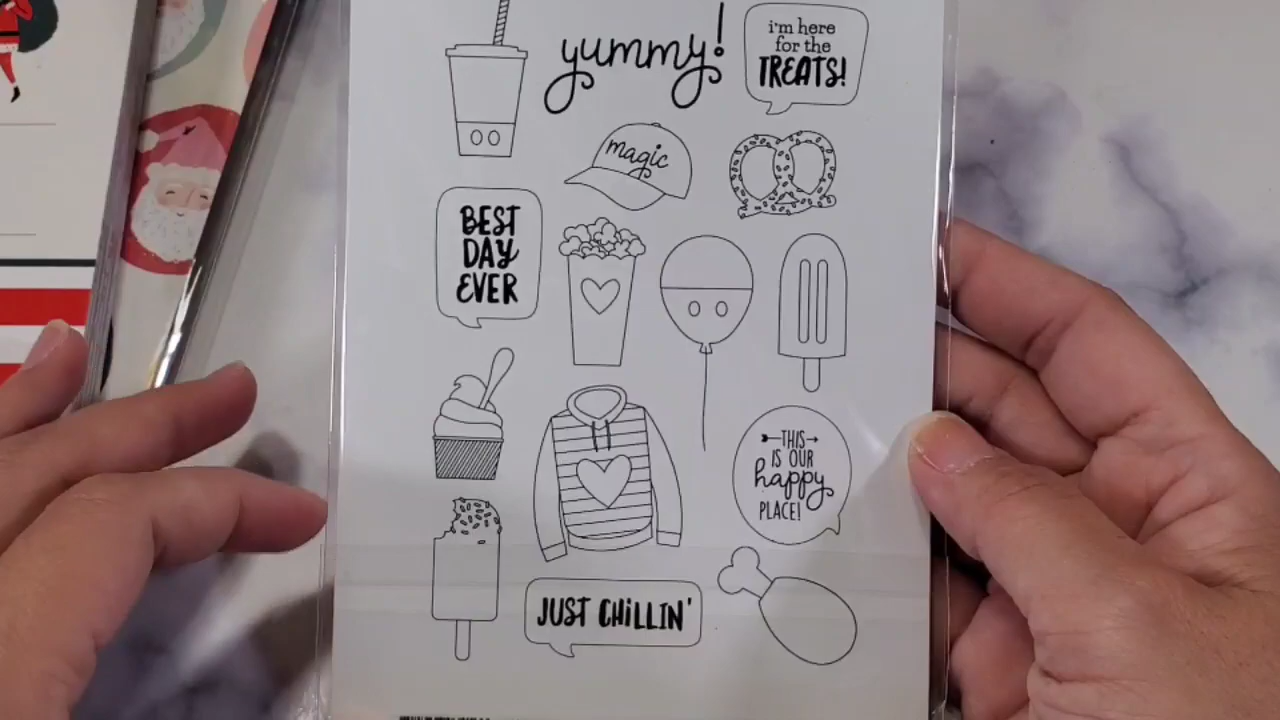 yummy!
i'm here
for the
TREATS!
magic
BEST
DAY
EVER
THIS
IS OUR
happy
PLACE!
JUST CHiLLIN'